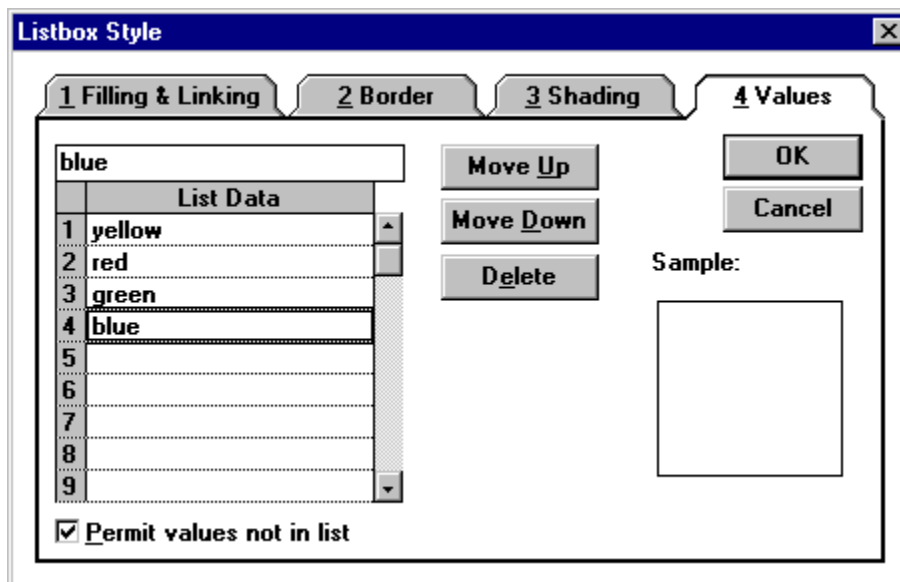 Listbox Style
1 Filling & Linking
2 Border
3 Shading
4 Values
blue
List Data
1 yellow
2 red
3 green
4 blue
5
6
7
8
9
Permit values not in list
Move Up
Move Down
Delete
OK
Cancel
Sample: